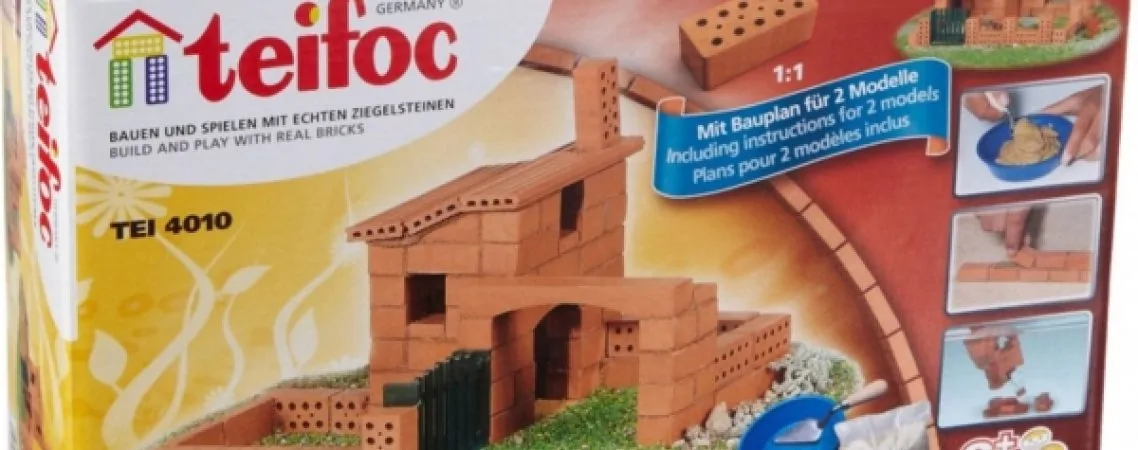 GERMANY ®
teifoc
BAUEN UND SPIELEN MIT ECHTEN ZIEGELSTEINEN
BUILD AND PLAY WITH REAL BRICKS
TEI 4010
1:1
Mit Bauplan für 2 Modelle
Including instructions for 2 models
Plans pour 2 modèles inclus
teifoc